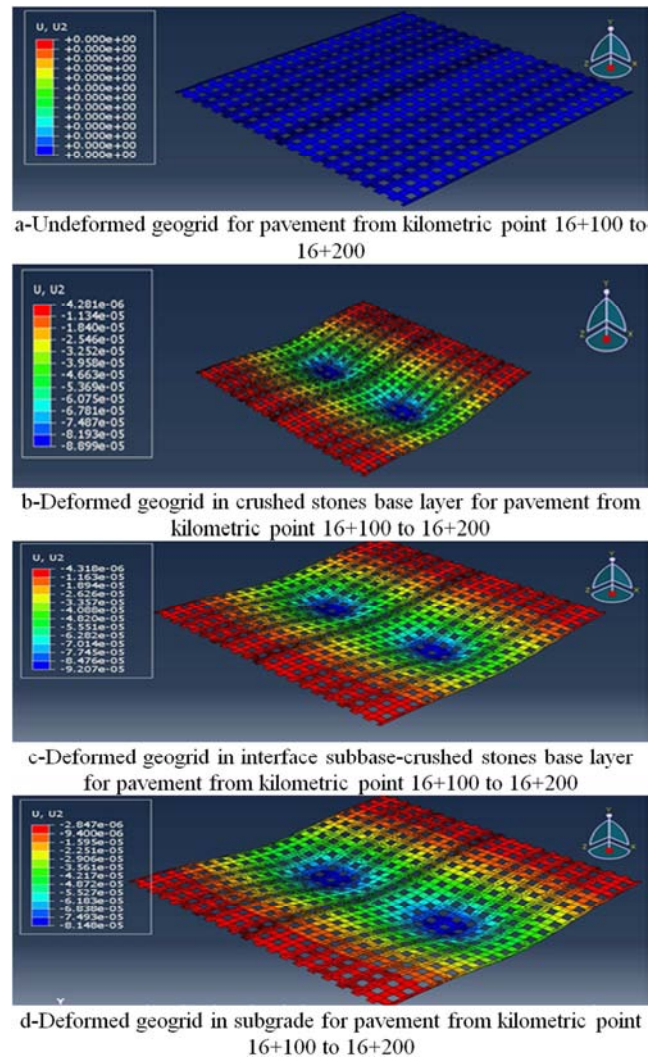 U, U2
+0.000e+00
+0.000e+00
+0.000e+00
+0.000e+00
+0.000e+00
+0.000e+00
+0.000e+00
+0.000e+00
+0.000e+00
+0.000e+00
+0.000e+00
+0.000e+00
+0.000e+00
Y
Z X
a-Undeformed geogrid for pavement from kilometric point 16+100 to
16+200
U, U2
-4.281e-06
-1.134e-05
-1.840e-05
-2.546e-05
-3.252e-05
-3.958e-05
-4.663e-05
-5.369e-05
-6.075e-05
-6.781e-05
-7.487e-05
-8.193e-05
-8.899e-05
Y
Z X
b-Deformed geogrid in crushed stones base layer for pavement from
kilometric point 16+100 to 16+200
U, U2
-4.318e-06
-1.163e-05
-1.894e-05
-2.626e-05
-3.357e-05
-4.088e-05
-4.820e-05
-5.551e-05
-6.282e-05
-7.014e-05
-7.745e-05
-8.476e-05
-9.207e-05
Y
Z X
c-Deformed geogrid in interface subbase-crushed stones base layer
for pavement from kilometric point 16+100 to 16+200
U, U2
-2.847e-06
-9.400e-06
-1.595e-05
-2.251e-05
-2.906e-05
-3.561e-05
-4.217e-05
-4.872e-05
-5.527e-05
-6.183e-05
-6.838e-05
-7.493e-05
-8.148e-05
Y
Z X
Y
d-Deformed geogrid in subgrade for pavement from kilometric point
16+100 to 16+200